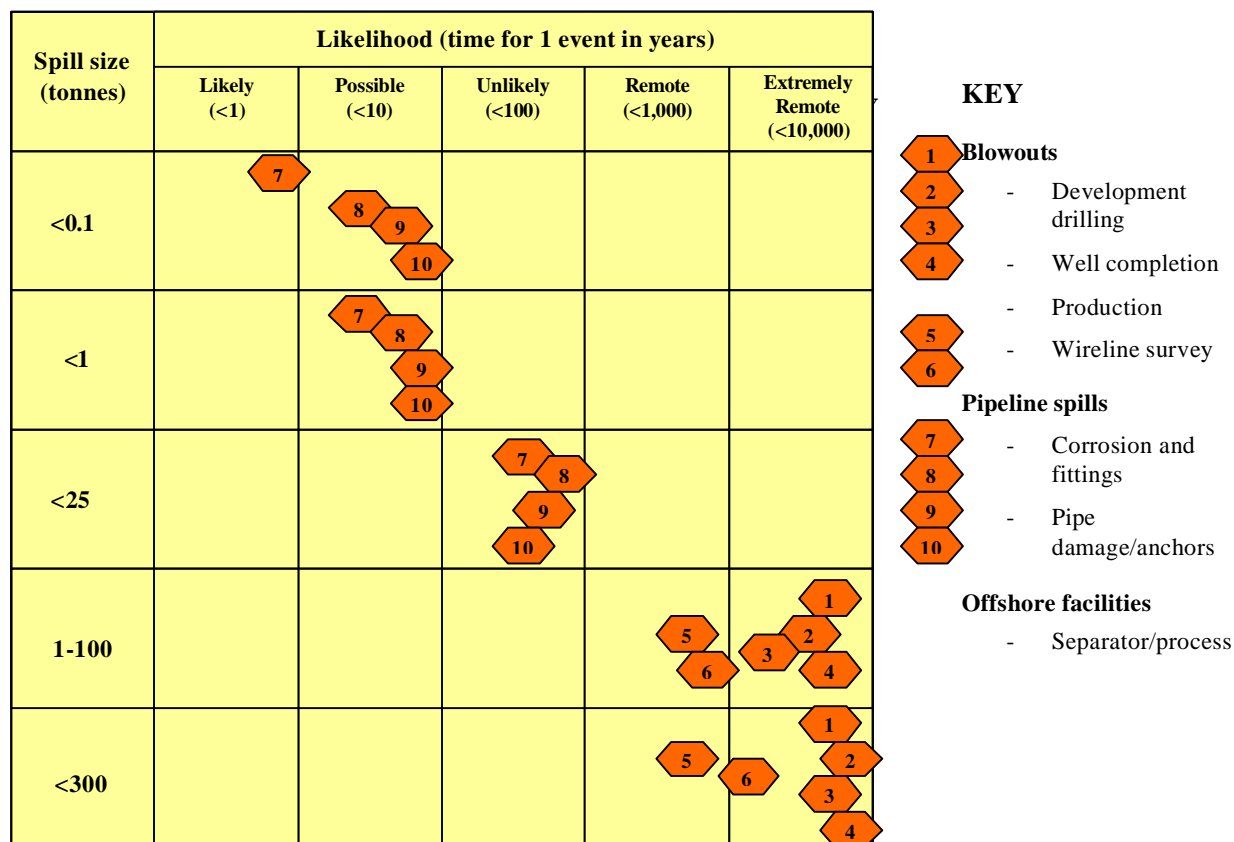 Spill size
(tonnes)
Likelihood (time for 1 event in years)
Likely
(<1)
Possible
(<10)
Unlikely
(<100)
Remote
(<1,000)
Extremely
Remote
(<10,000)
<0.1
7
8
9
10
<1
7
8
9
10
<25
7
8
9
10
1-100
1
5
2
3
6
4
<300
1
5
2
6
3
4
KEY
1
Blowouts
2
- Development
drilling
3
4
- Well completion
- Production
5
- Wireline survey
6
Pipeline spills
7
- Corrosion and
fittings
8
9
- Pipe
damage/anchors
10
Offshore facilities
- Separator/process